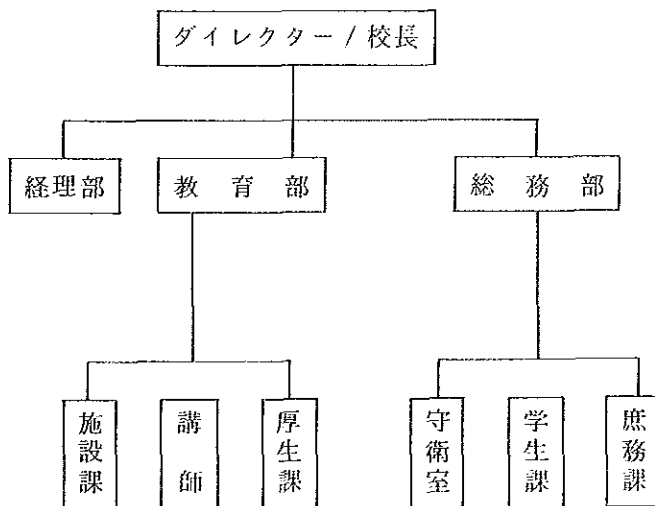 ダイレクター/校長
経理部
教育部
総務部
施設課
講師
厚生課
守衛室
学生課
庶務課